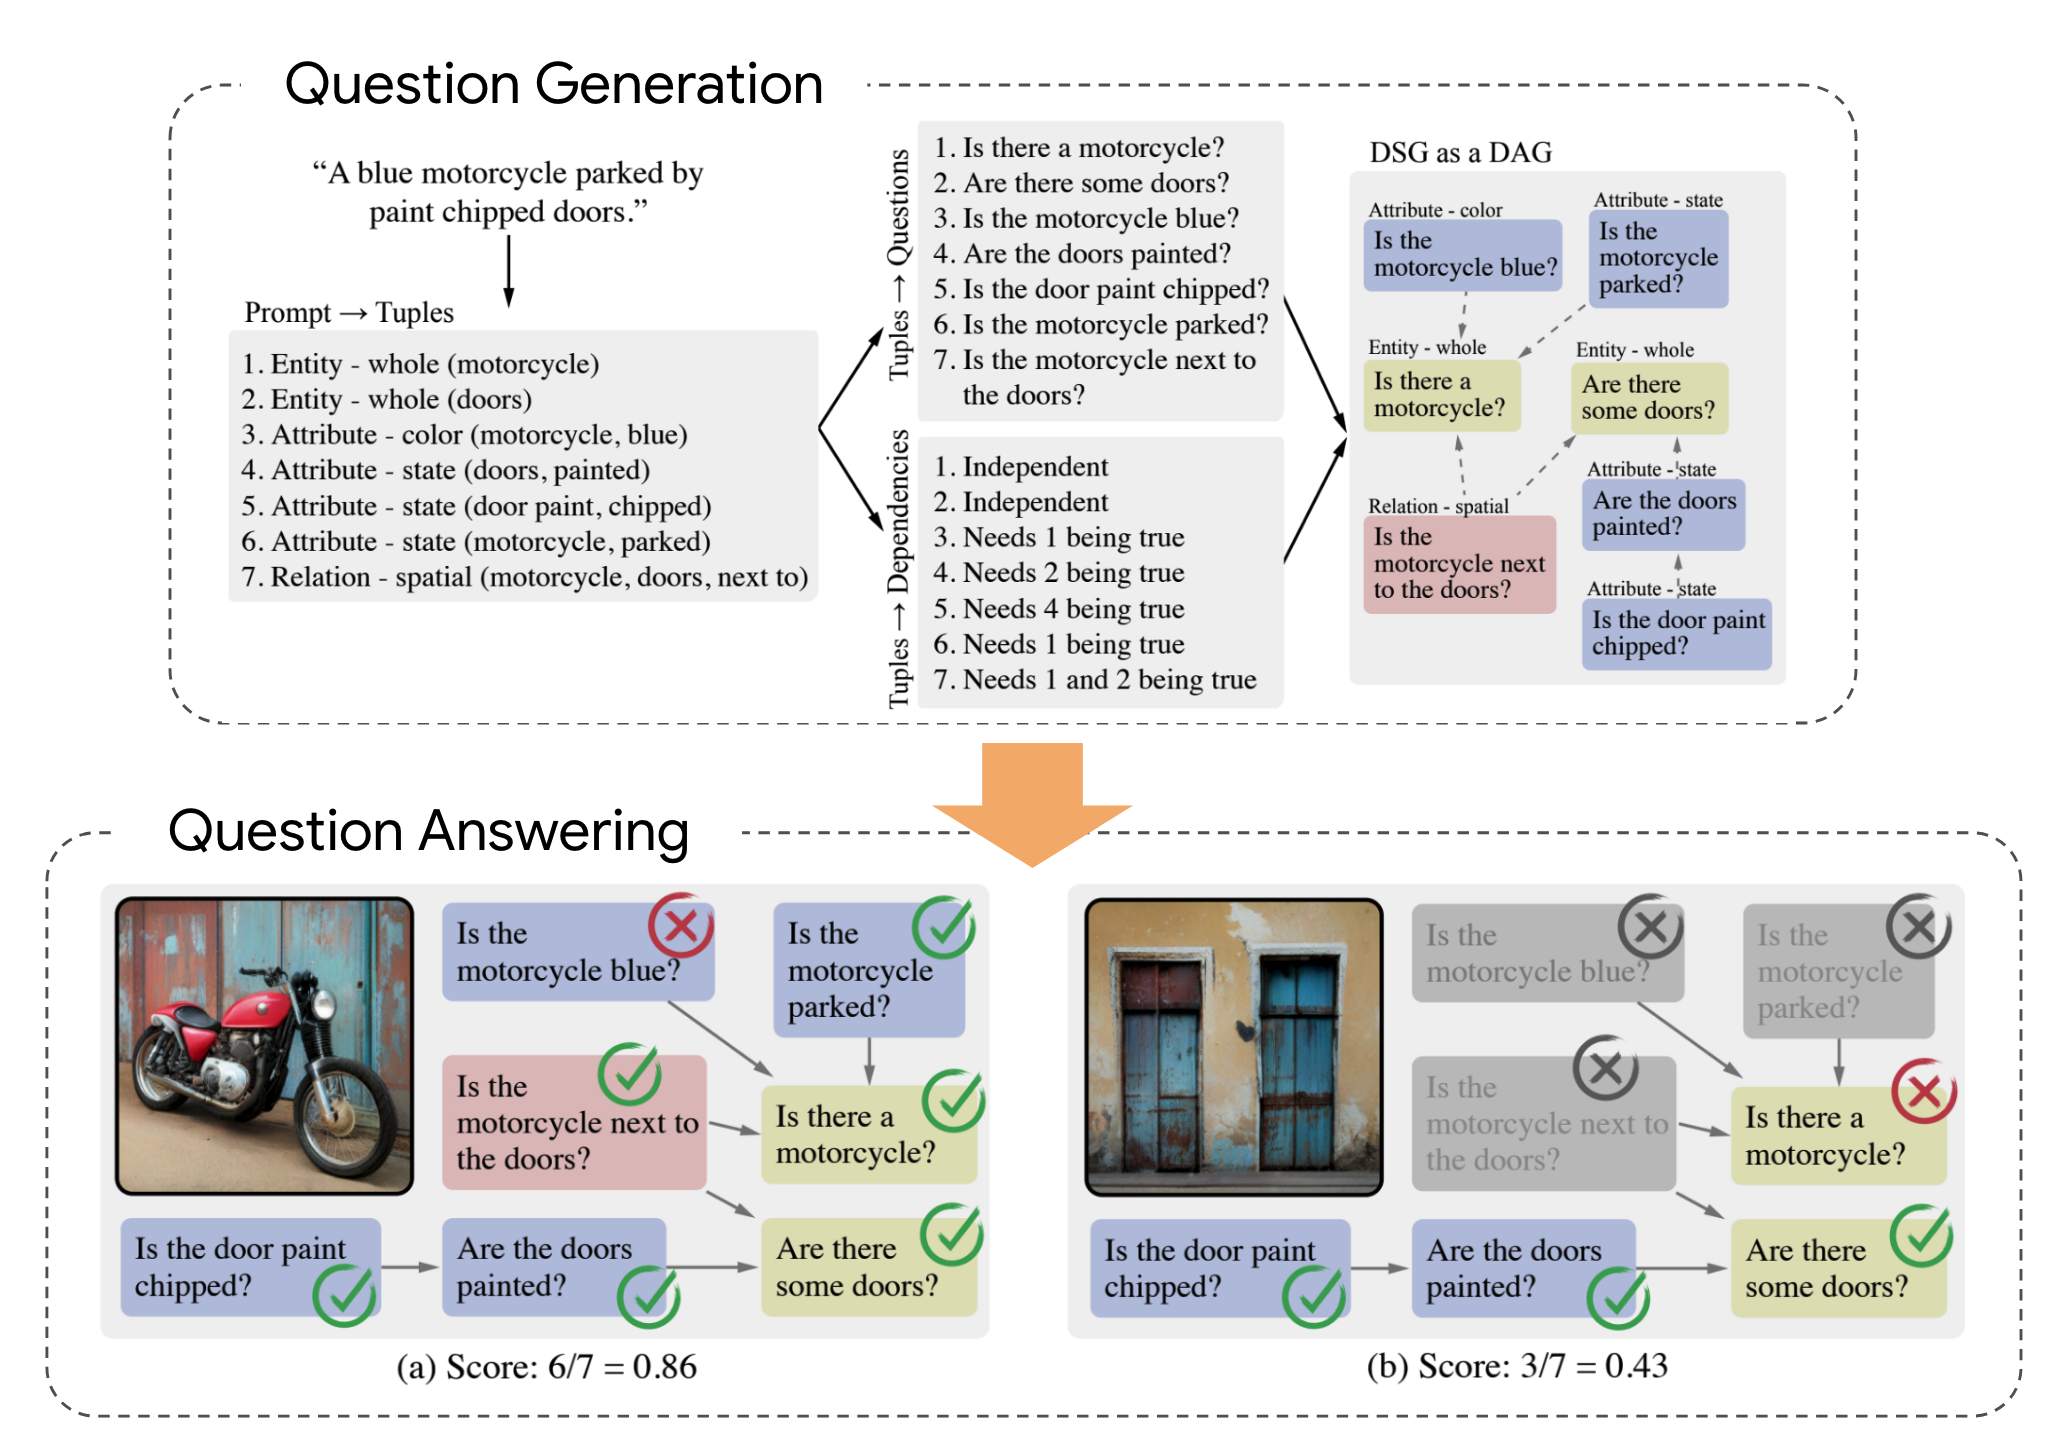 Question Generation
“A blue motorcycle parked by
paint chipped doors.”
Prompt → Tuples
1. Entity - whole (motorcycle)
2. Entity - whole (doors)
3. Attribute - color (motorcycle, blue)
4. Attribute - state (doors, painted)
5. Attribute - state (door paint, chipped)
6. Attribute - state (motorcycle, parked)
7. Relation - spatial (motorcycle, doors, next to)
Tuples → Questions
1. Is there a motorcycle?
2. Are there some doors?
3. Is the motorcycle blue?
4. Are the doors painted?
5. Is the door paint chipped?
6. Is the motorcycle parked?
7. Is the motorcycle next to
the doors?
Tuples → Dependencies
1. Independent
2. Independent
3. Needs 1 being true
4. Needs 2 being true
5. Needs 4 being true
6. Needs 1 being true
7. Needs 1 and 2 being true
DSG as a DAG
Attribute - color
Is the
motorcycle blue?
Attribute - state
Is the
motorcycle
parked?
Entity - whole
Is there a
motorcycle?
Entity - whole
Are there
some doors?
Relation - spatial
Is the
motorcycle next
to the doors?
Attribute - state
Are the doors
painted?
Attribute - state
Is the door paint
chipped?
Question Answering
Is the
motorcycle blue?
Is the
motorcycle
parked?
Is the
motorcycle next to
the doors?
Is there a
motorcycle?
Is the door paint
chipped?
Are the doors
painted?
Are there
some doors?
(a) Score: 6/7 = 0.86
Is the
motorcycle blue?
Is the
motorcycle
parked?
Is the
motorcycle next to
the doors?
Is there a
motorcycle?
Is the door paint
chipped?
Are the doors
painted?
Are there
some doors?
(b) Score: 3/7 = 0.43